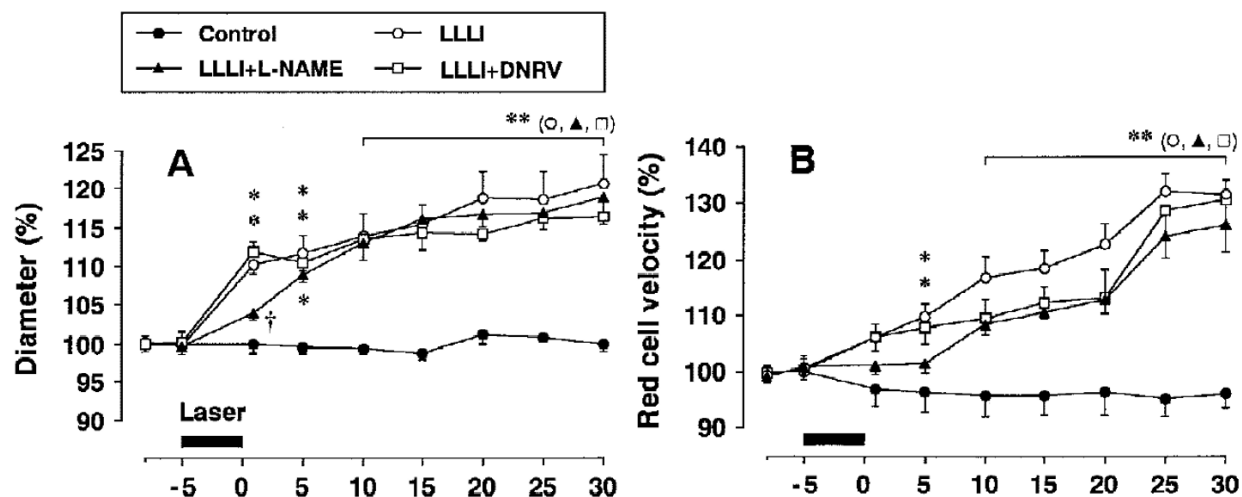 Control LLLI
LLLI+L-NAME LLLI+DNRV
** (○, ▲, □)
A
125
120
115
110
105
100
95
90
Diameter (%)
* *
* *
*
†
Laser
-5 0 5 10 15 20 25 30
** (○, ▲, □)
B
140
130
120
110
100
90
Red cell velocity (%)
* *
-5 0 5 10 15 20 25 30